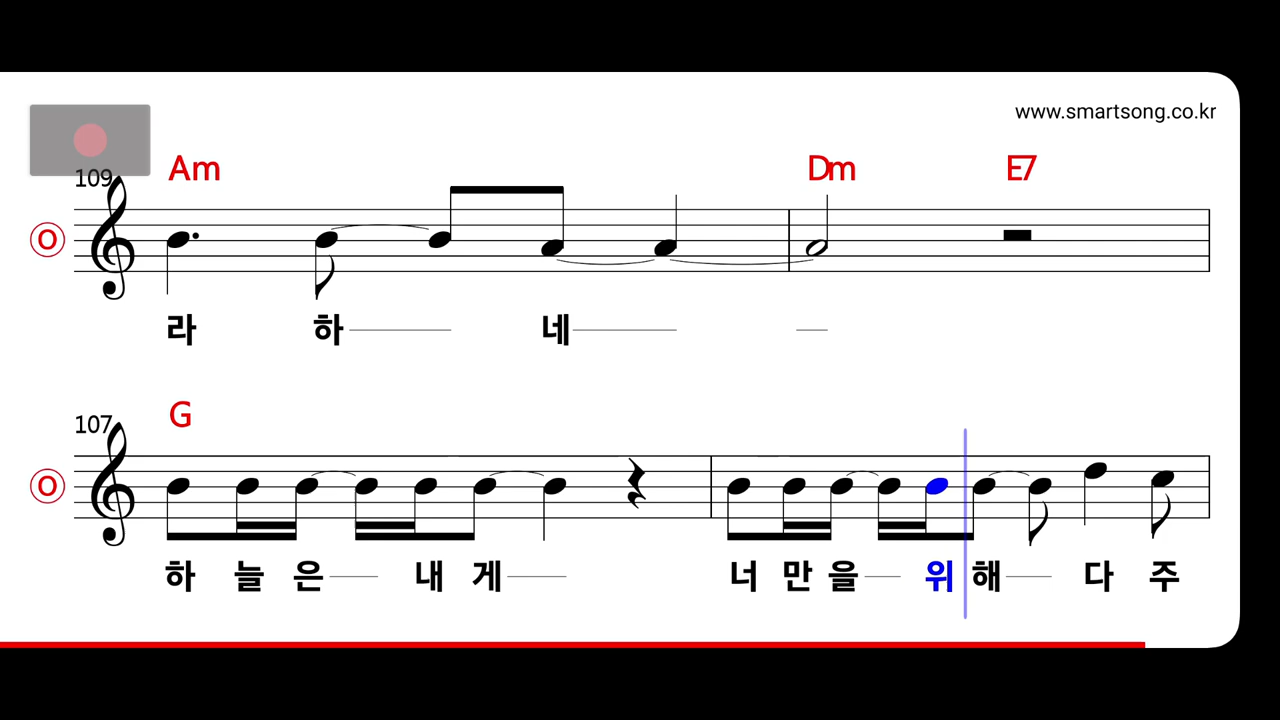 www.smartsong.co.kr
109 Am Dm E7
O
라 하 네
107 G
O
하 늘 은 내 게 너 만 을 위 해 다 주